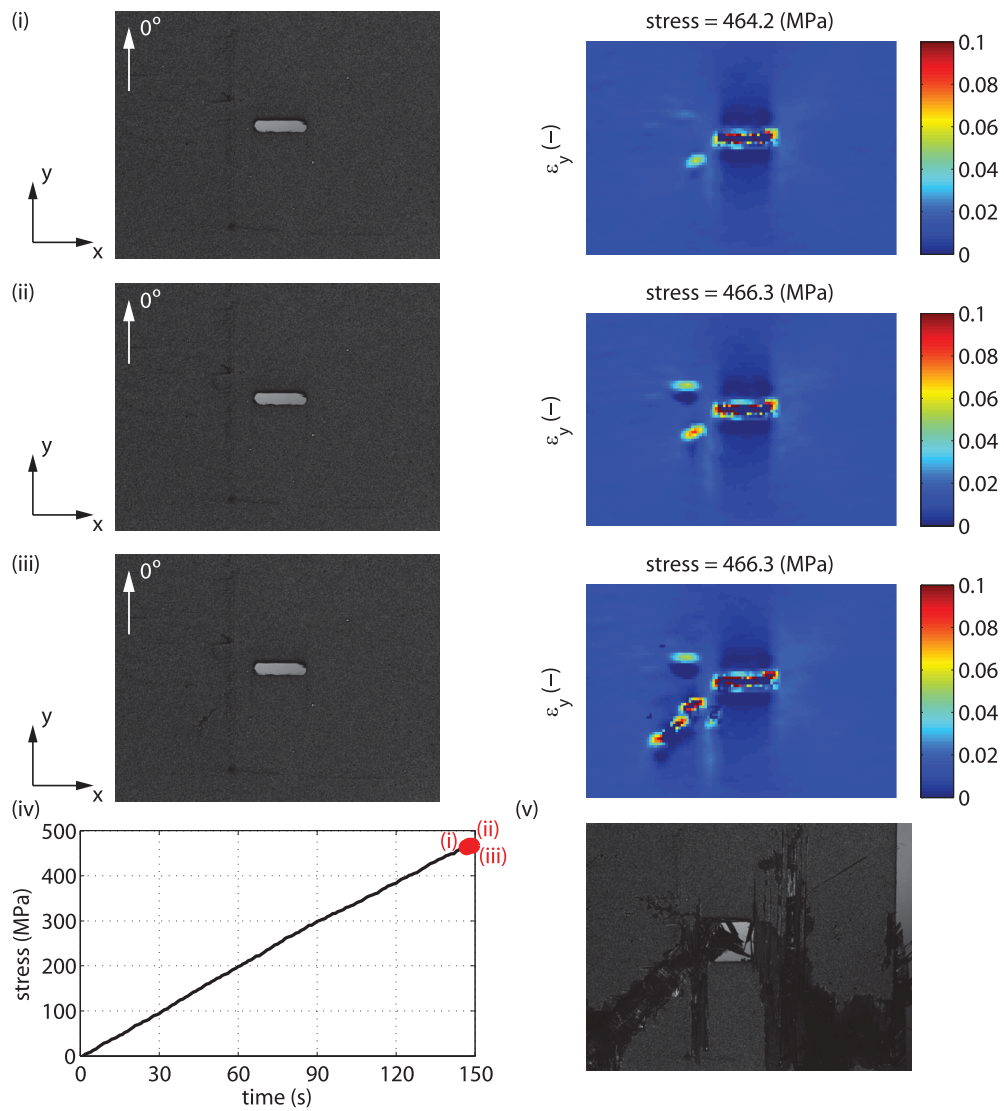 (i)
0°
y
x
stress = 464.2 (MPa)
εy (–)
0.1
0.08
0.06
0.04
0.02
0
(ii)
0°
y
x
stress = 466.3 (MPa)
εy (–)
0.1
0.08
0.06
0.04
0.02
0
(iii)
0°
y
x
stress = 466.3 (MPa)
εy (–)
0.1
0.08
0.06
0.04
0.02
0
(iv)
500
400
300
200
100
0
stress (MPa)
(i)
(ii)
(iii)
0 30 60 90 120 150
time (s)
(v)